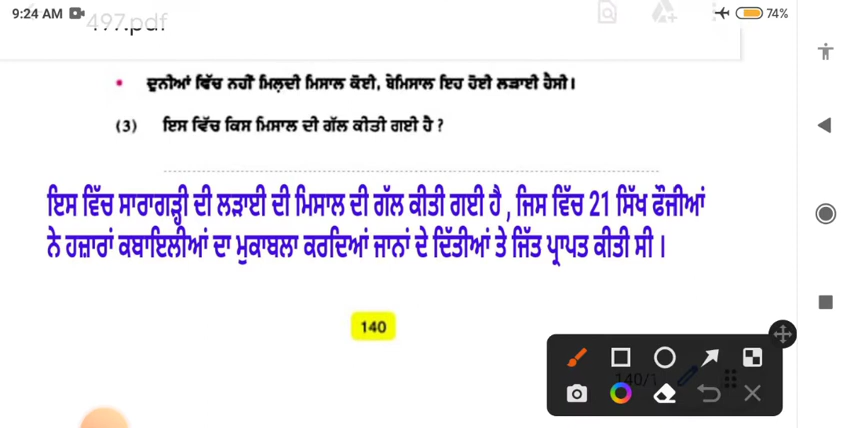 9:24 AM
497.pdf
74%
• ਦੁਨੀਆਂ ਵਿੱਚ ਨਹੀਂ ਮਿਲ਼ਦੀ ਮਿਸਾਲ ਕੋਈ, ਬੇਮਿਸਾਲ ਇਹ ਹੋਈ ਲੜਾਈ ਹੈਸੀ।
(3) ਇਸ ਵਿੱਚ ਕਿਸ ਮਿਸਾਲ ਦੀ ਗੱਲ ਕੀਤੀ ਗਈ ਹੈ ?
ਇਸ ਵਿੱਚ ਸਾਰਾਗੜ੍ਹੀ ਦੀ ਲੜਾਈ ਦੀ ਮਿਸਾਲ ਦੀ ਗੱਲ ਕੀਤੀ ਗਈ ਹੈ , ਜਿਸ ਵਿੱਚ 21 ਸਿੱਖ ਫੌਜੀਆਂ
ਨੇ ਹਜ਼ਾਰਾਂ ਕਬਾਇਲੀਆਂ ਦਾ ਮੁਕਾਬਲਾ ਕਰਦਿਆਂ ਜਾਨਾਂ ਦੇ ਦਿੱਤੀਆਂ ਤੇ ਜਿੱਤ ਪ੍ਰਾਪਤ ਕੀਤੀ ਸੀ ।
140